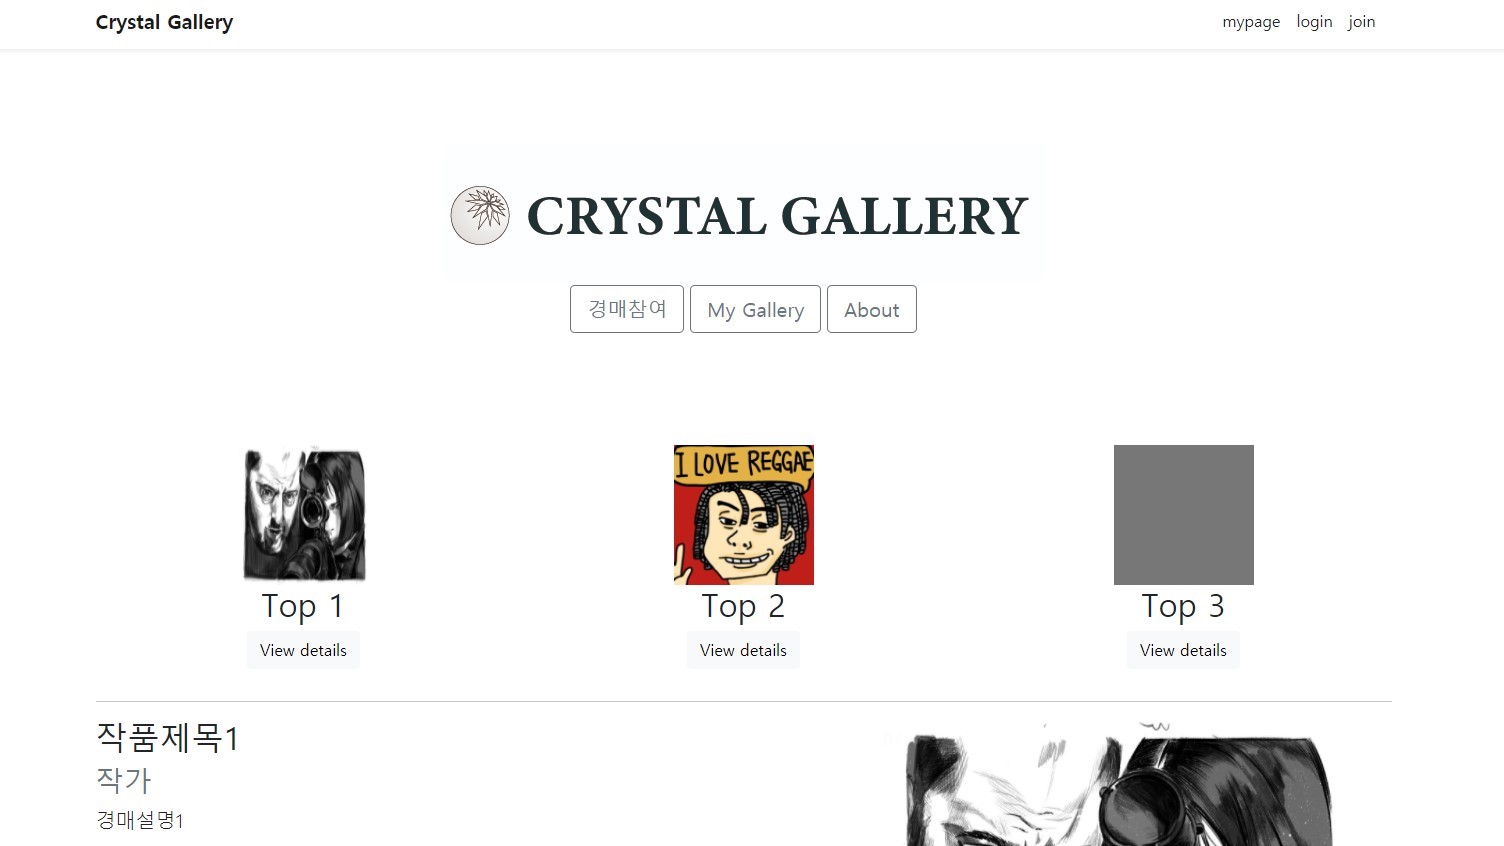 Crystal Gallery
mypage login join
CRYSTAL GALLERY
경매참여 My Gallery About
I LOVE REGGAE
Top 1 Top 2 Top 3
View details View details View details
작품제목1
작가
경매설명1